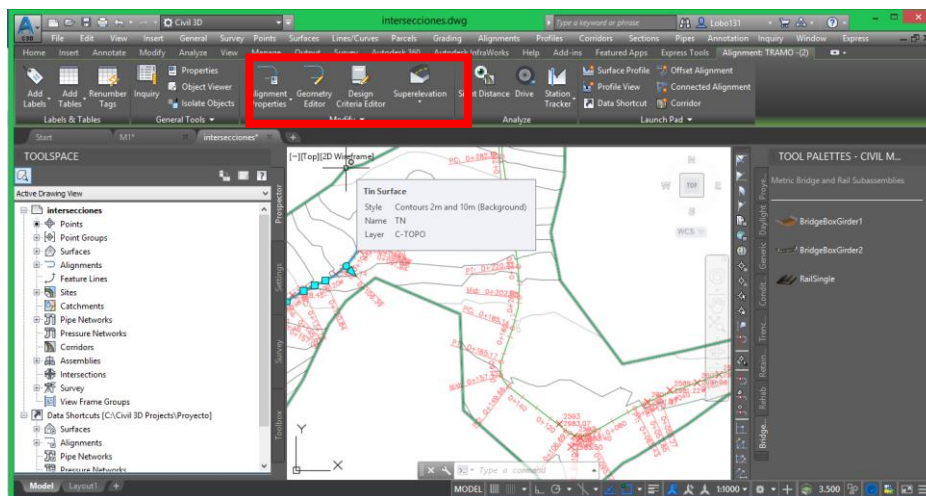 Civil 3D
intersecciones.dwg
Type a keyword or phrase
Lobo131
File Edit View Insert General Survey Points Surfaces Lines/Curves Parcels Grading Alignments Profiles Corridors Sections Pipes Annotation Inquiry Window Express
Home Insert Annotate Modify Analyze View Manage Output Survey Autodesk InfraWorks Help Add-ins Featured Apps Express Tools Alignment: TRAMO -(2)
Properties
Object Viewer
Isolate Objects
Add Labels
Add Tables
Renumber Tags
Inquiry
Alignment Properties
Geometry Editor
Design Criteria Editor
Superelevation
Sight Distance
Drive
Station Tracker
Surface Profile
Profile View
Data Shortcut
Offset Alignment
Connected Alignment
Corridor
Labels & Tables
General Tools
Modify
Analyze
Launch Pad
Start
M1*
intersecciones*
TOOLSPACE
Active Drawing View
intersecciones
Points
Point Groups
Surfaces
Alignments
Feature Lines
Sites
Catchments
Pipe Networks
Pressure Networks
Corridors
Assemblies
Intersections
Survey
View Frame Groups
Data Shortcuts [C:\Civil 3D Projects\Proyecto]
Surfaces
Alignments
Pipe Networks
Pressure Networks
Prospector
Settings
Survey
Toolbox
[-][Top][2D Wireframe]
Tin Surface
Style Contours 2m and 10m (Background)
Name TN
Layer C-TOPO
N
W TOP E
S
WCS
Y
X
Type a command
TOOL PALETTES - CIVIL M...
Metric Bridge and Rail Subassemblies
BridgeBoxGirder1
BridgeBoxGirder2
RailSingle
Proye...
Daylight
Generic
Condit...
Trenc...
Retain...
Rehab
Bridge...
Model Layout1 +
MODEL
1:1000
3.500